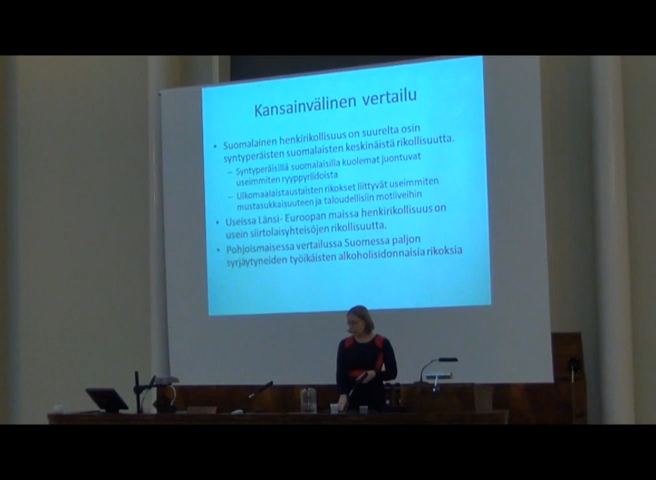 Kansainvälinen vertailu
• Suomalainen henkirikollisuus on suurelta osin
syntyperäisten suomalaisten keskinäistä rikollisuutta.
– Syntyperäisillä suomalaisilla kuolemat juontuvat
useimmiten ryyppyriidoista
– Ulkomaalaistaustaisten rikokset liittyvät useimmiten
mustasukkaisuuteen ja taloudellisiin motiiveihin
• Useissa Länsi- Euroopan maissa henkirikollisuus on
usein siirtolaisyhteisöjen rikollisuutta.
• Pohjoismaisessa vertailussa Suomessa paljon
syrjäytyneiden työikäisten alkoholisidonnaisia rikoksia